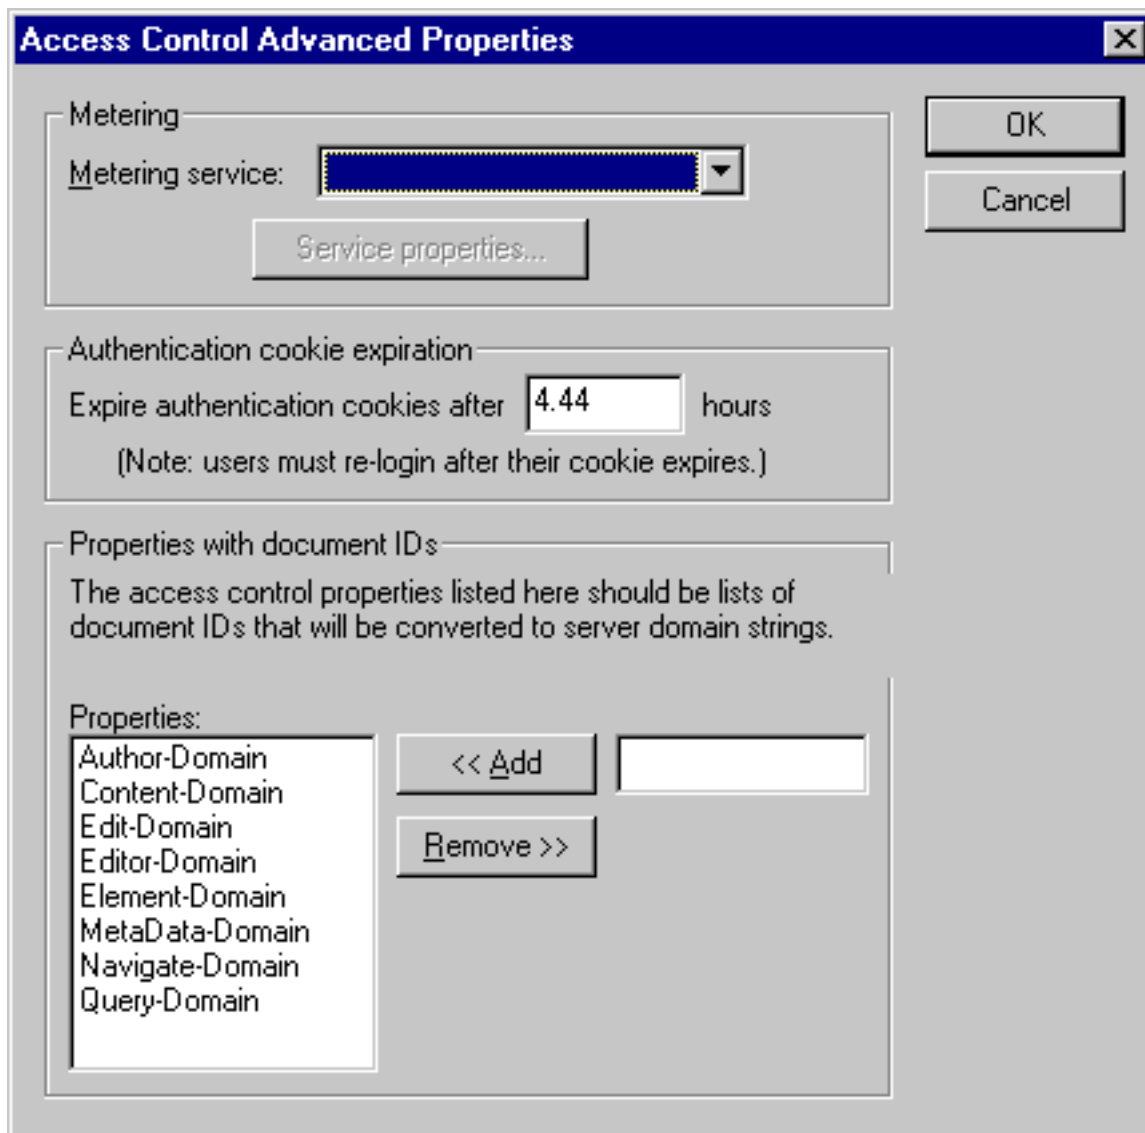 Access Control Advanced Properties
Metering
Metering service:
Service properties...
OK
Cancel
Authentication cookie expiration
Expire authentication cookies after 4.44 hours
(Note: users must re-login after their cookie expires.)
Properties with document IDs
The access control properties listed here should be lists of
document IDs that will be converted to server domain strings.
Properties:
Author-Domain
Content-Domain
Edit-Domain
Editor-Domain
Element-Domain
MetaData-Domain
Navigate-Domain
Query-Domain
<< Add
Remove >>